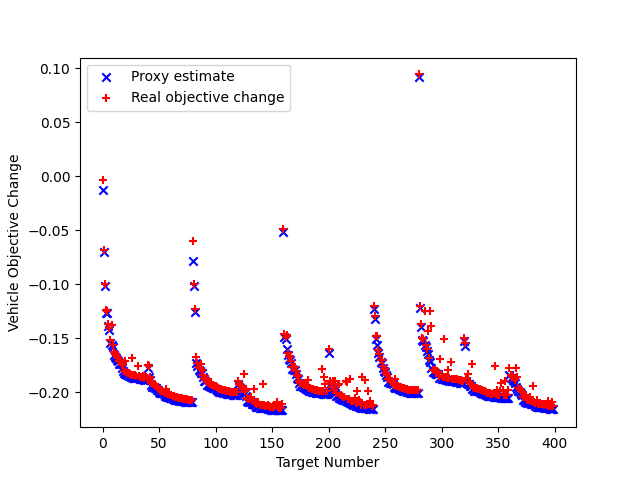 Proxy estimate
Real objective change
0.10
0.05
0.00
−0.05
−0.10
−0.15
−0.20
Vehicle Objective Change
0 50 100 150 200 250 300 350 400
Target Number